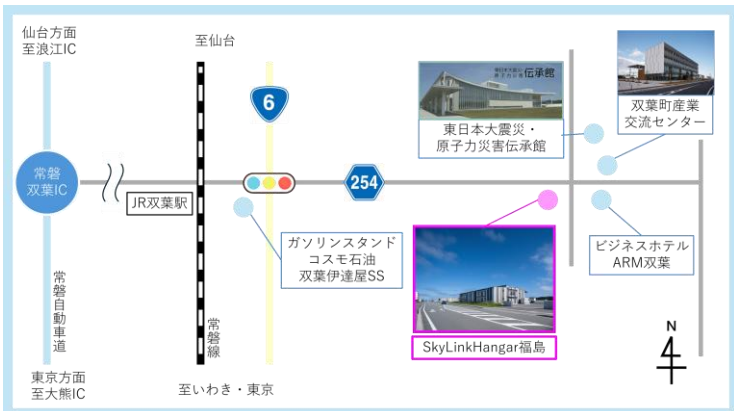 仙台方面
至浪江IC
至仙台
6
伝承館
東日本大震災・
原子力災害伝承館
双葉町産業
交流センター
常磐
双葉IC
254
JR双葉駅
ガソリンスタンド
コスモ石油
双葉伊達屋SS
ビジネスホテル
ARM双葉
常磐自動車道
常磐線
SkyLinkHangar福島
N
東京方面
至大熊IC
至いわき・東京